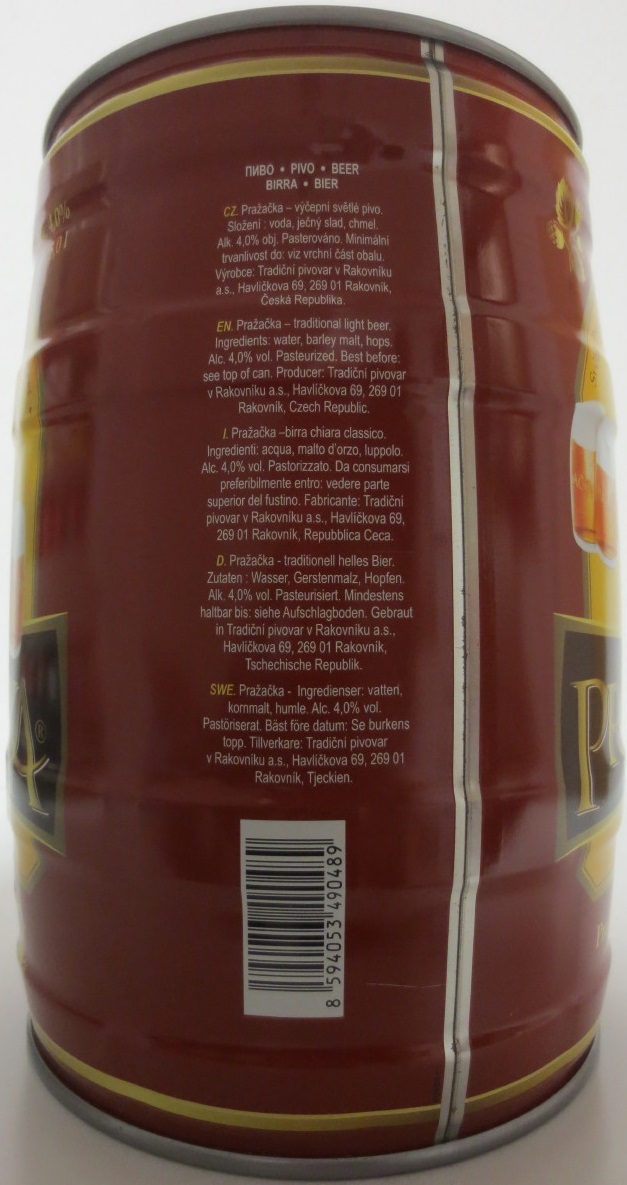 ПИВО • PIVO • BEER
BIRRA • BIER
CZ. Pražačka – výčepní světlé pivo.
Složení : voda, ječný slad, chmel.
Alk. 4,0% obj. Pasterováno. Minimální
trvanlivost do: viz vrchní část obalu.
Výrobce: Tradiční pivovar v Rakovníku
a.s., Havlíčkova 69, 269 01 Rakovník,
Česká Republika.
EN. Pražačka – traditional light beer.
Ingredients: water, barley malt, hops.
Alc. 4,0% vol. Pasteurized. Best before:
see top of can. Producer: Tradiční pivovar
v Rakovníku a.s., Havlíčkova 69, 269 01
Rakovník, Czech Republic.
I. Pražačka –birra chiara classico.
Ingredienti: acqua, malto d'orzo, luppolo.
Alc. 4,0% vol. Pastorizzato. Da consumarsi
preferibilmente entro: vedere parte
superior del fustino. Fabricante: Tradiční
pivovar v Rakovníku a.s., Havlíčkova 69,
269 01 Rakovník, Repubblica Ceca.
D. Pražačka - traditionell helles Bier.
Zutaten : Wasser, Gerstenmalz, Hopfen.
Alk. 4,0% vol. Pasteurisiert. Mindestens
haltbar bis: siehe Aufschlagboden. Gebraut
in Tradiční pivovar v Rakovníku a.s.,
Havlíčkova 69, 269 01 Rakovník,
Tschechische Republik.
SWE. Pražačka - Ingredienser: vatten,
kornmalt, humle. Alc. 4,0% vol.
Pastöriserat. Bäst före datum: Se burkens
topp. Tillverkare: Tradiční pivovar
v Rakovníku a.s., Havlíčkova 69, 269 01
Rakovník, Tjeckien.
8 594053 490489